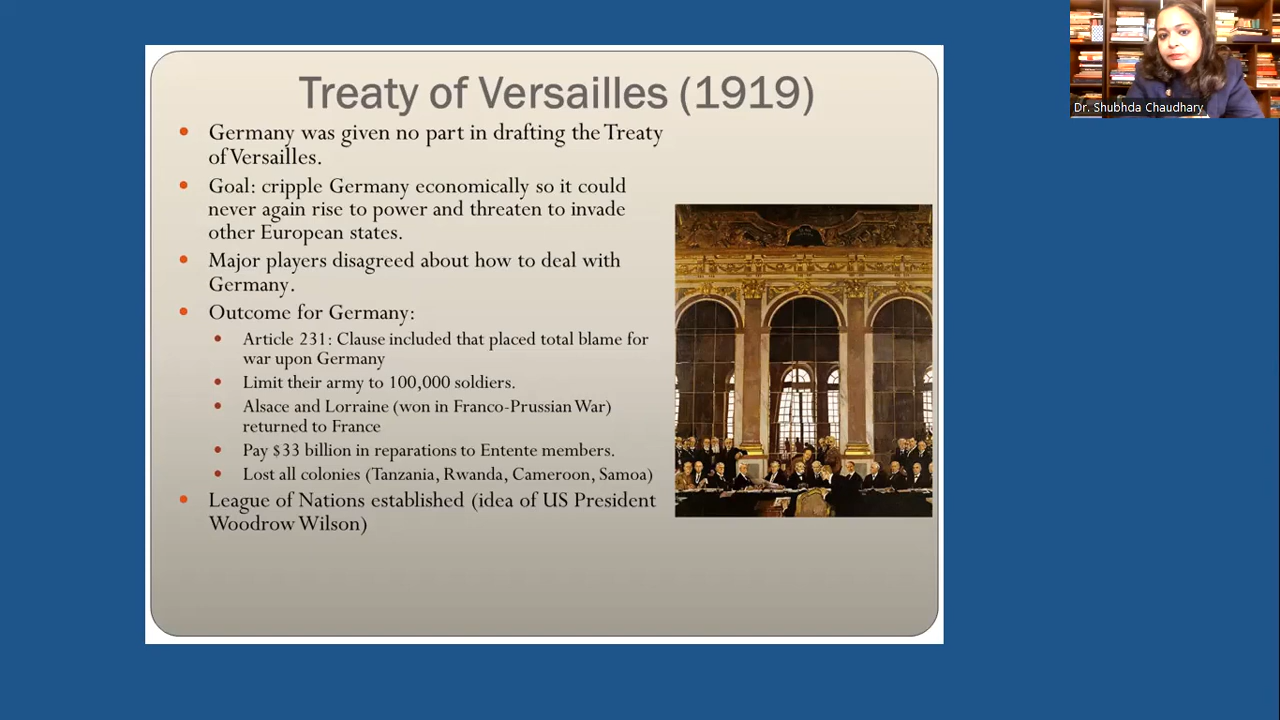 Treaty of Versailles (1919)
• Germany was given no part in drafting the Treaty
of Versailles.
• Goal: cripple Germany economically so it could
never again rise to power and threaten to invade
other European states.
• Major players disagreed about how to deal with
Germany.
• Outcome for Germany:
• Article 231: Clause included that placed total blame for
war upon Germany
• Limit their army to 100,000 soldiers.
• Alsace and Lorraine (won in Franco-Prussian War)
returned to France
• Pay $33 billion in reparations to Entente members.
• Lost all colonies (Tanzania, Rwanda, Cameroon, Samoa)
• League of Nations established (idea of US President
Woodrow Wilson)
Dr. Shubhda Chaudhary